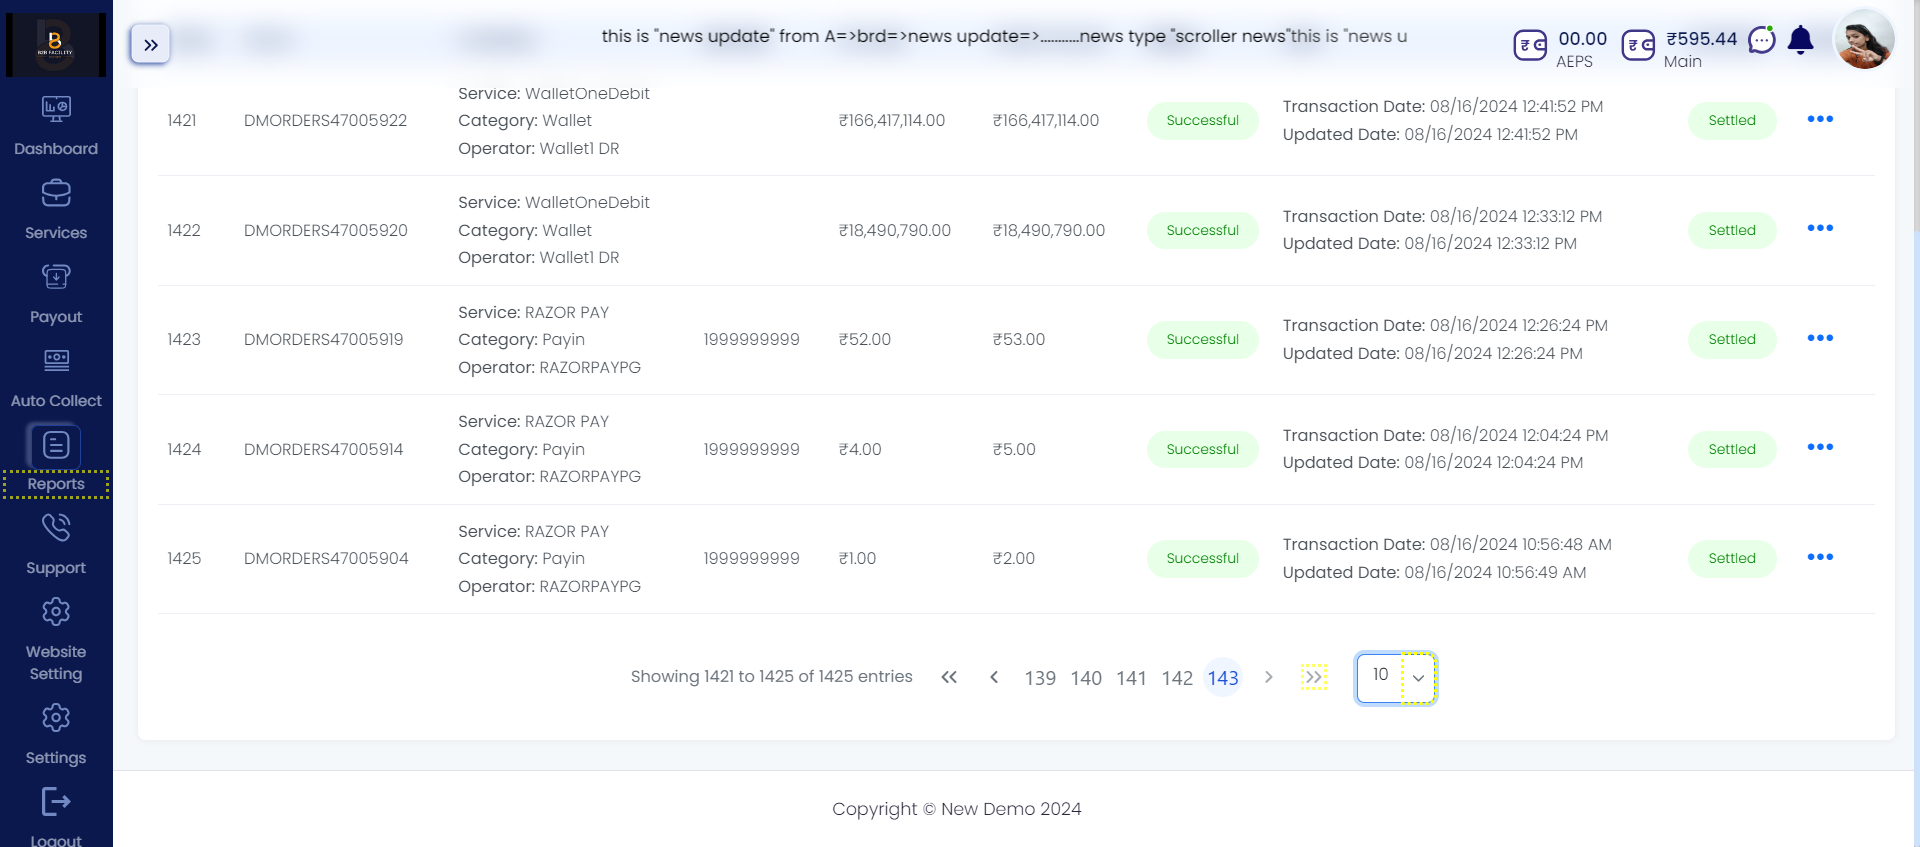 this is "news update" from A=>brd=>news update=>...........news type "scroller news"this is "news u
00.00
AEPS
₹595.44
Main
B2B FACILITY
Dashboard
Services
Payout
Auto Collect
Reports
Support
Website
Setting
Settings
Logout
1421 DMORDERS47005922 Service: WalletOneDebit Category: Wallet Operator: Wallet1 DR ₹166,417,114.00 ₹166,417,114.00 Successful Transaction Date: 08/16/2024 12:41:52 PM Updated Date: 08/16/2024 12:41:52 PM Settled
1422 DMORDERS47005920 Service: WalletOneDebit Category: Wallet Operator: Wallet1 DR ₹18,490,790.00 ₹18,490,790.00 Successful Transaction Date: 08/16/2024 12:33:12 PM Updated Date: 08/16/2024 12:33:12 PM Settled
1423 DMORDERS47005919 Service: RAZOR PAY Category: Payin Operator: RAZORPAYPG 1999999999 ₹52.00 ₹53.00 Successful Transaction Date: 08/16/2024 12:26:24 PM Updated Date: 08/16/2024 12:26:24 PM Settled
1424 DMORDERS47005914 Service: RAZOR PAY Category: Payin Operator: RAZORPAYPG 1999999999 ₹4.00 ₹5.00 Successful Transaction Date: 08/16/2024 12:04:24 PM Updated Date: 08/16/2024 12:04:24 PM Settled
1425 DMORDERS47005904 Service: RAZOR PAY Category: Payin Operator: RAZORPAYPG 1999999999 ₹1.00 ₹2.00 Successful Transaction Date: 08/16/2024 10:56:48 AM Updated Date: 08/16/2024 10:56:49 AM Settled
Showing 1421 to 1425 of 1425 entries 139 140 141 142 143 10
Copyright © New Demo 2024